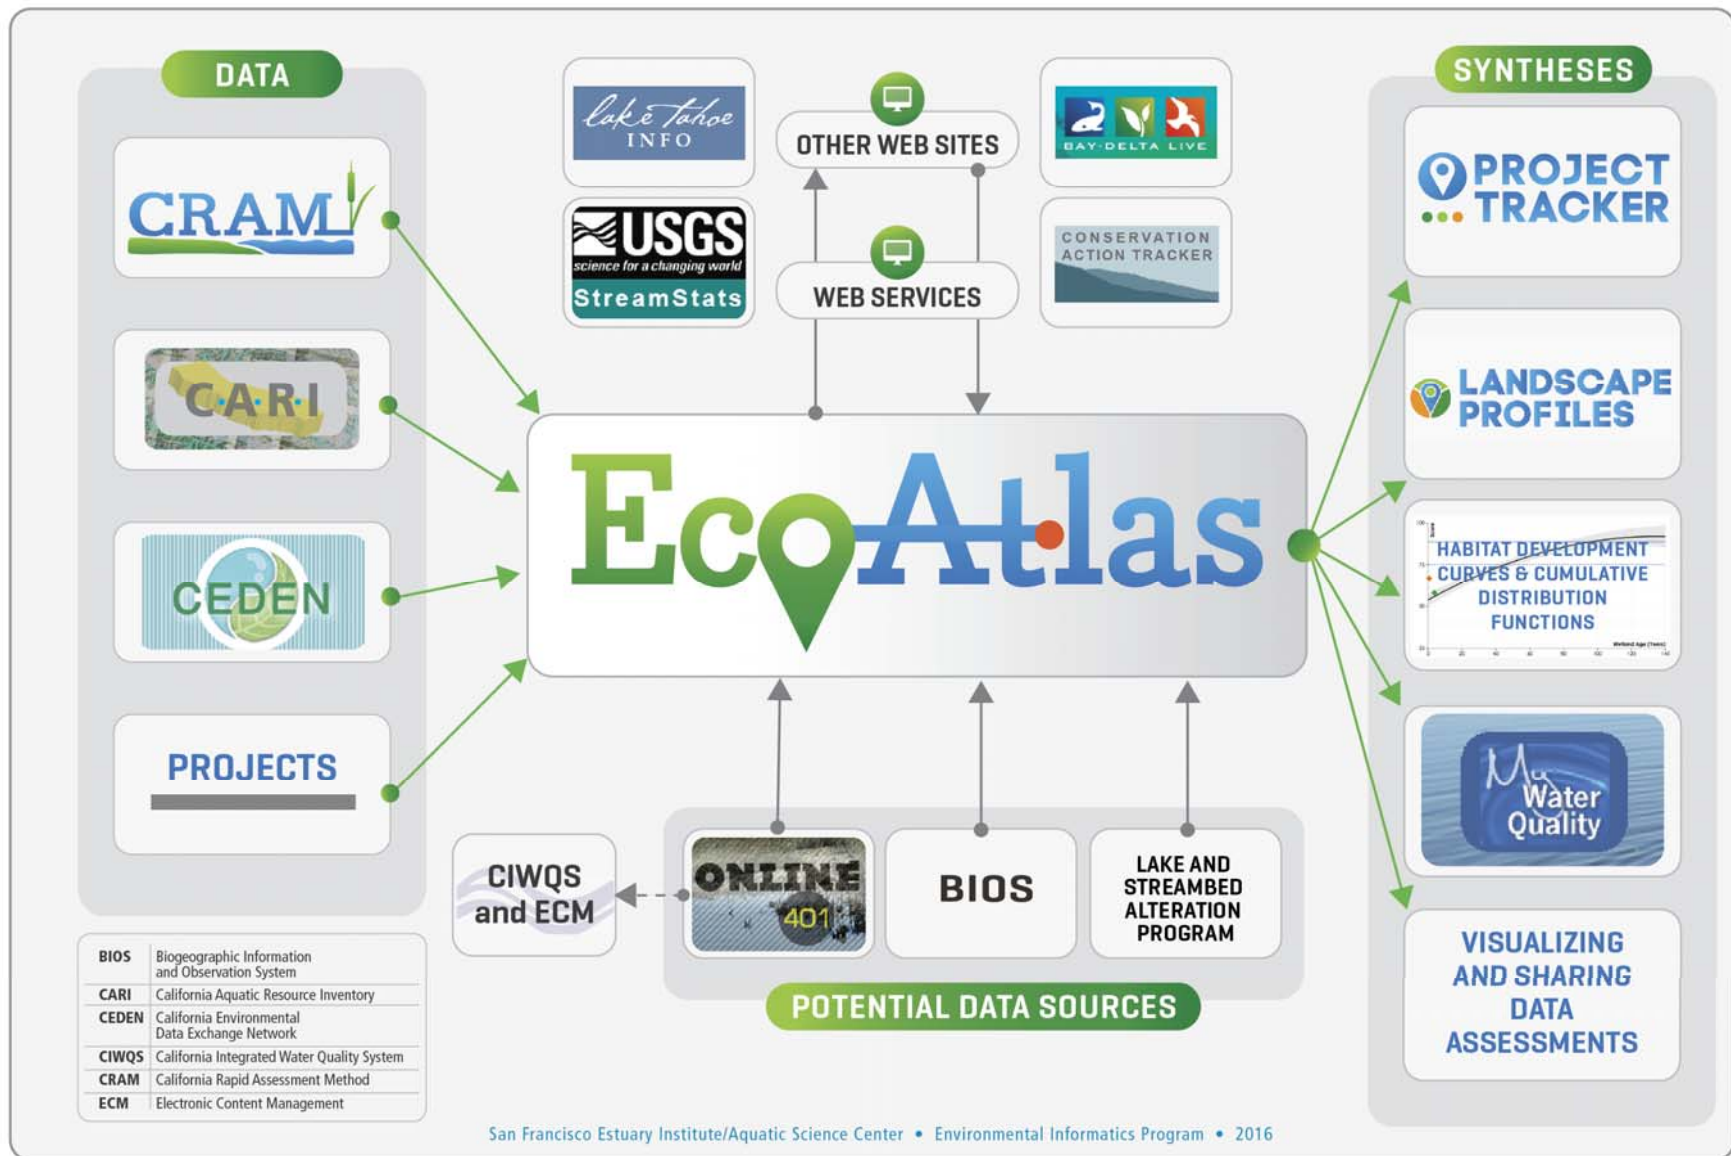 DATA
CRAM
C·A·R·I
CEDEN
PROJECTS
lake tahoe
INFO
USGS
science for a changing world
StreamStats
OTHER WEB SITES
WEB SERVICES
BAY-DELTA LIVE
CONSERVATION
ACTION TRACKER
EcoAtlas
SYNTHESES
PROJECT
TRACKER
LANDSCAPE
PROFILES
Score
HABITAT DEVELOPMENT
CURVES & CUMULATIVE
DISTRIBUTION
FUNCTIONS
Wetland Age (Years)
My
Water
Quality
VISUALIZING
AND SHARING
DATA
ASSESSMENTS
CIWQS
and ECM
ONLINE
401
BIOS
LAKE AND
STREAMBED
ALTERATION
PROGRAM
POTENTIAL DATA SOURCES
BIOS Biogeographic Information
and Observation System
CARI California Aquatic Resource Inventory
CEDEN California Environmental
Data Exchange Network
CIWQS California Integrated Water Quality System
CRAM California Rapid Assessment Method
ECM Electronic Content Management
San Francisco Estuary Institute/Aquatic Science Center • Environmental Informatics Program • 2016